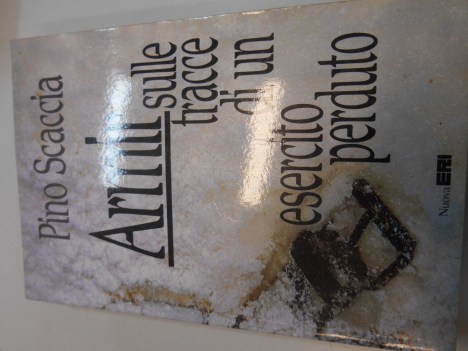 Pino Scaccia
Armir
sulle
tracce
di un
esercito
perduto
Nuova ERI